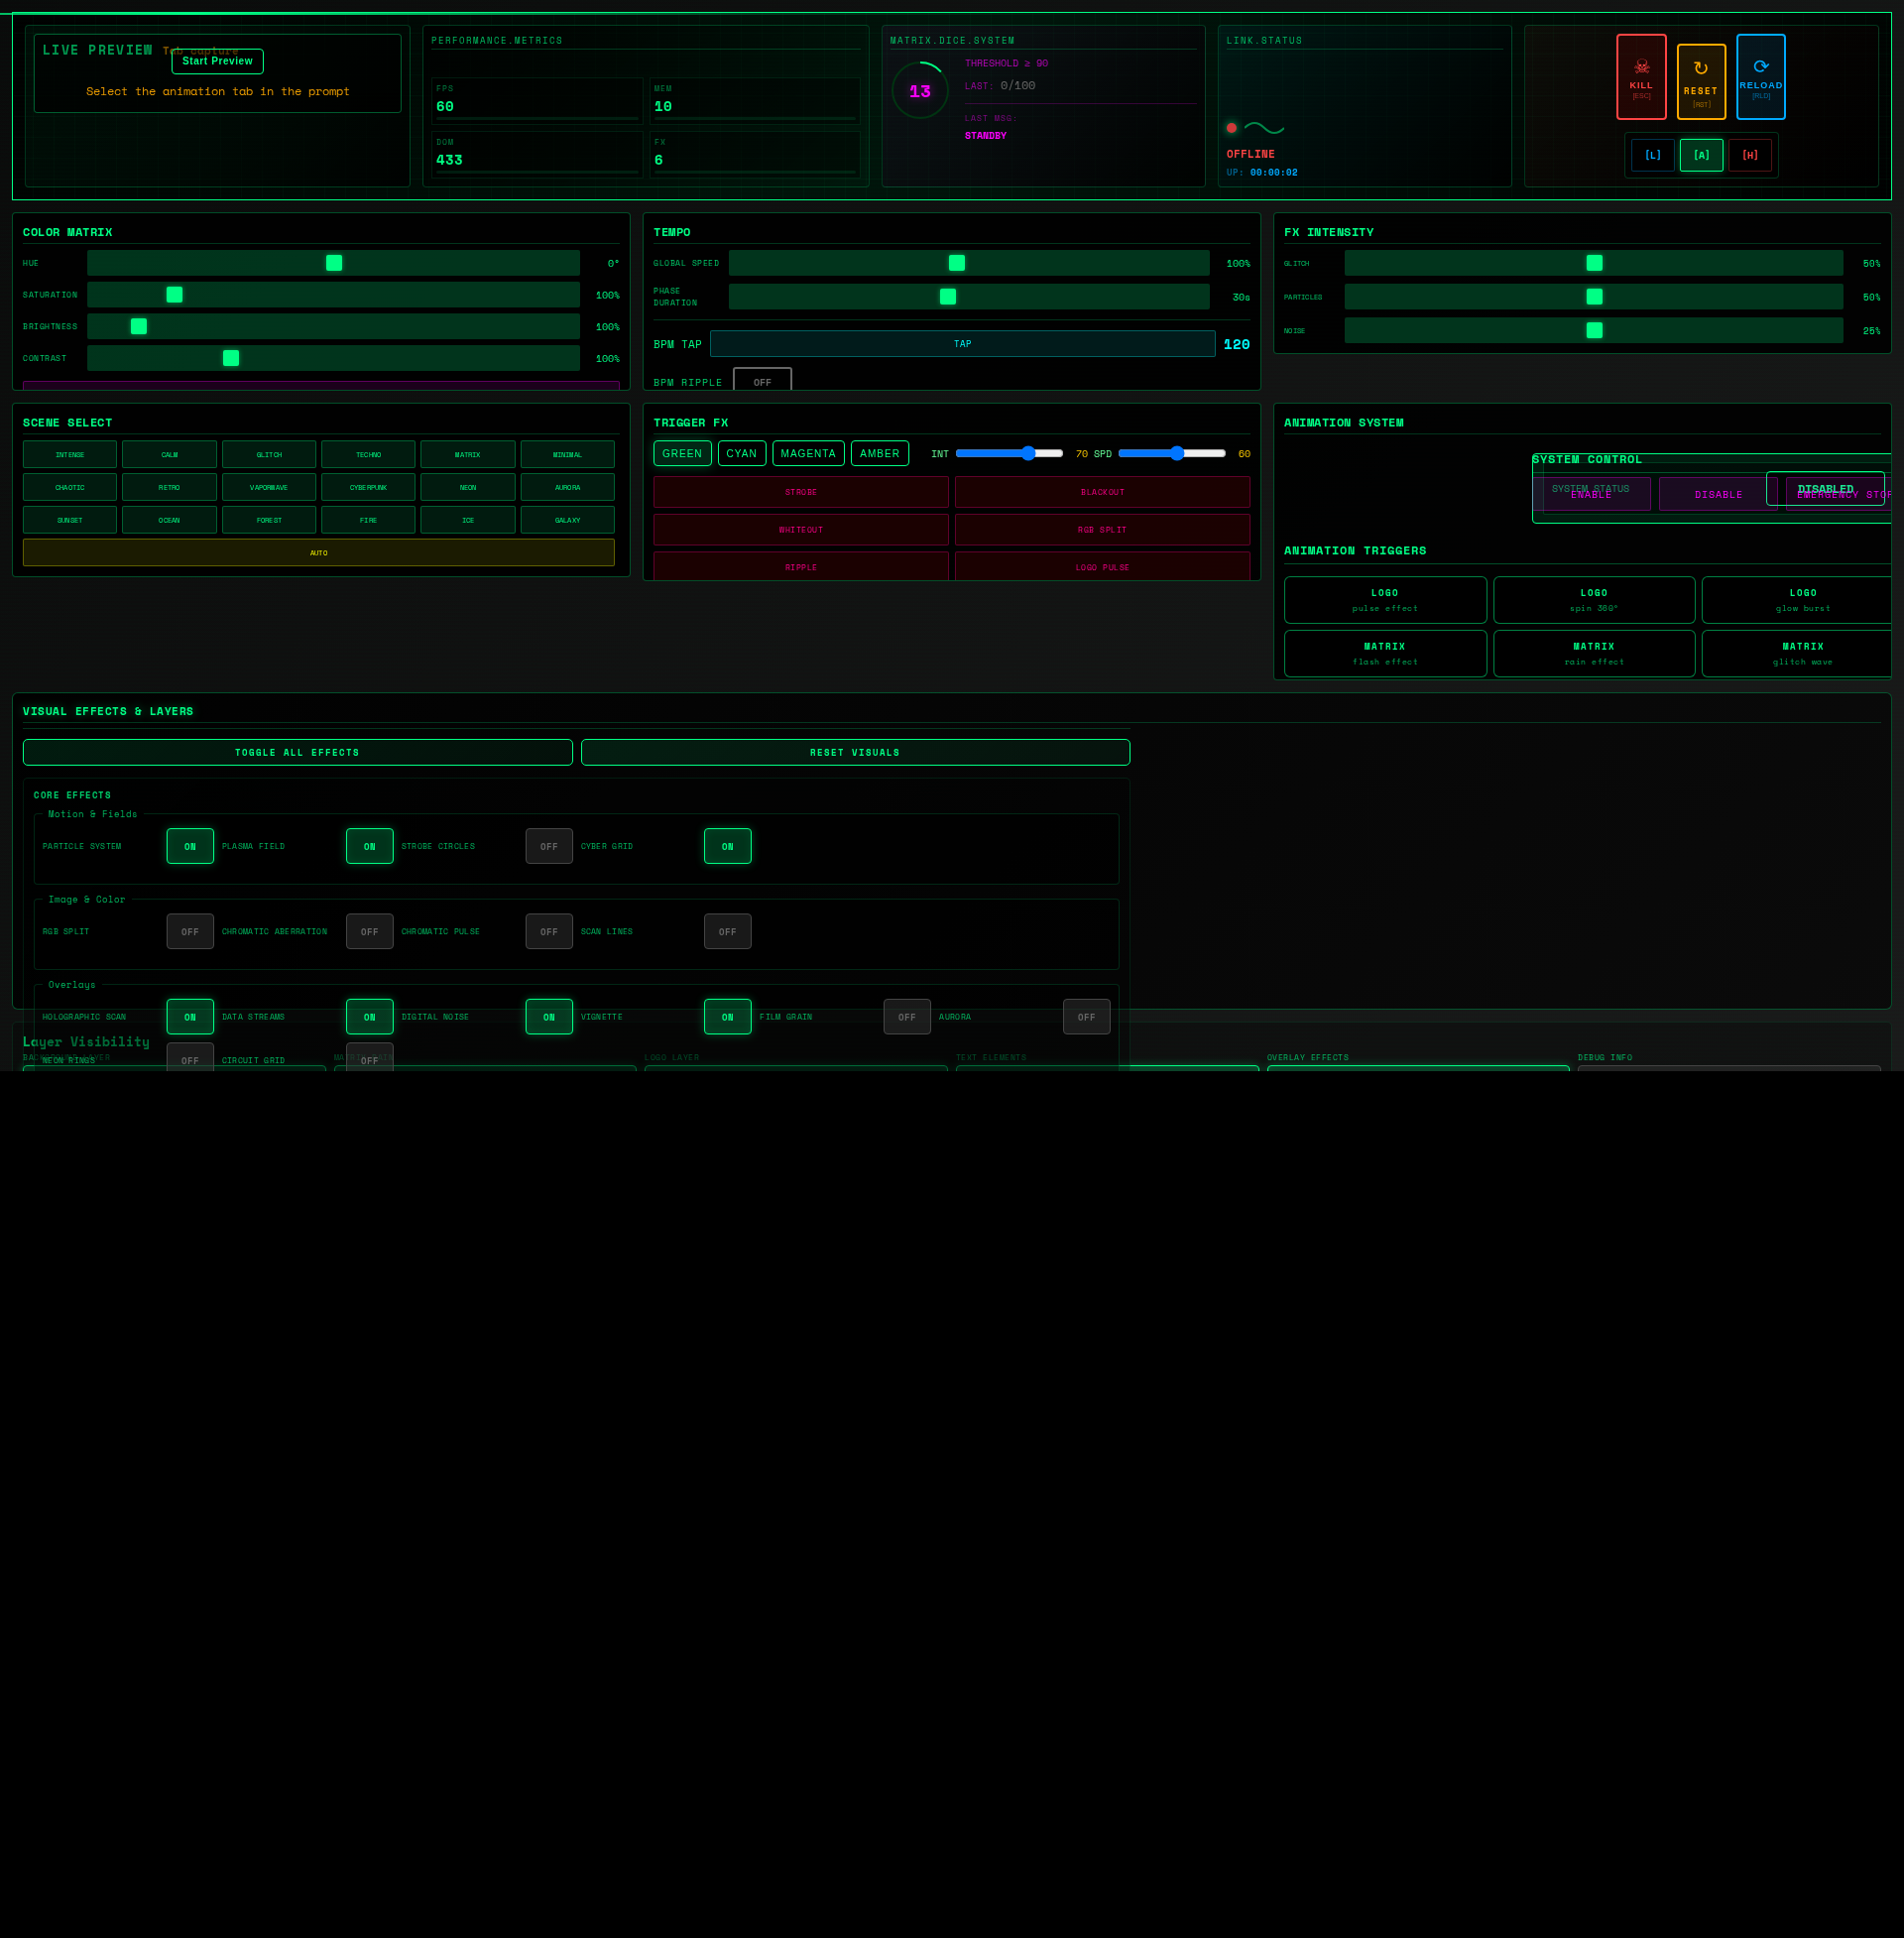 LIVE PREVIEW Tab capture
Start Preview
Select the animation tab in the prompt
PERFORMANCE.METRICS
FPS
60
MEM
10
DOM
433
FX
6
MATRIX.DICE.SYSTEM
13
THRESHOLD ≥ 90
LAST: 0/100
LAST MSG:
STANDBY
LINK.STATUS
OFFLINE
UP: 00:00:02
KILL
[ESC]
RESET
[RST]
RELOAD
[RLD]
[L] [A] [H]
COLOR MATRIX
HUE 0°
SATURATION 100%
BRIGHTNESS 100%
CONTRAST 100%
TEMPO
GLOBAL SPEED 100%
PHASE
DURATION 30s
BPM TAP TAP 120
BPM RIPPLE OFF
FX INTENSITY
GLITCH 50%
PARTICLES 50%
NOISE 25%
SCENE SELECT
INTENSE CALM GLITCH TECHNO MATRIX MINIMAL
CHAOTIC RETRO VAPORWAVE CYBERPUNK NEON AURORA
SUNSET OCEAN FOREST FIRE ICE GALAXY
AUTO
TRIGGER FX
GREEN CYAN MAGENTA AMBER INT 70 SPD 60
STROBE BLACKOUT
WHITEOUT RGB SPLIT
RIPPLE LOGO PULSE
ANIMATION SYSTEM
SYSTEM CONTROL
SYSTEM STATUS DISABLED
ENABLE DISABLE EMERGENCY STOP
ANIMATION TRIGGERS
LOGO LOGO LOGO
pulse effect spin 360° glow burst
MATRIX MATRIX MATRIX
flash effect rain effect glitch wave
VISUAL EFFECTS & LAYERS
TOGGLE ALL EFFECTS RESET VISUALS
CORE EFFECTS
Motion & Fields
PARTICLE SYSTEM ON PLASMA FIELD ON STROBE CIRCLES OFF CYBER GRID ON
Image & Color
RGB SPLIT OFF CHROMATIC ABERRATION OFF CHROMATIC PULSE OFF SCAN LINES OFF
Overlays
HOLOGRAPHIC SCAN ON DATA STREAMS ON DIGITAL NOISE ON VIGNETTE ON FILM GRAIN OFF AURORA OFF
NEON RINGS OFF CIRCUIT GRID OFF
Layer Visibility
LOGO LAYER TEXT ELEMENTS OVERLAY EFFECTS DEBUG INFO